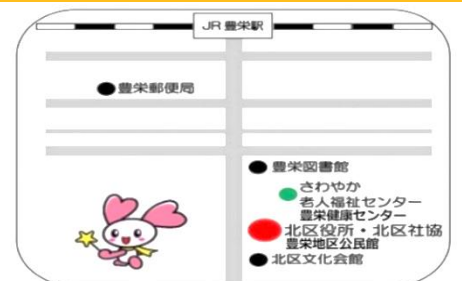 JR 豊栄駅
豊栄郵便局
豊栄図書館
さわやか
老人福祉センター
豊栄健康センター
北区役所・北区社協
豊栄地区公民館
北区文化会館